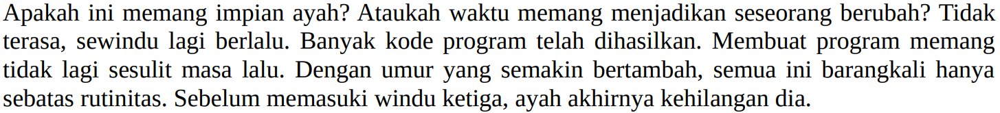 Apakah ini memang impian ayah? Ataukah waktu memang menjadikan seseorang berubah? Tidak
terasa, sewindu lagi berlalu. Banyak kode program telah dihasilkan. Membuat program memang
tidak lagi sesulit masa lalu. Dengan umur yang semakin bertambah, semua ini barangkali hanya
sebatas rutinitas. Sebelum memasuki windu ketiga, ayah akhirnya kehilangan dia.